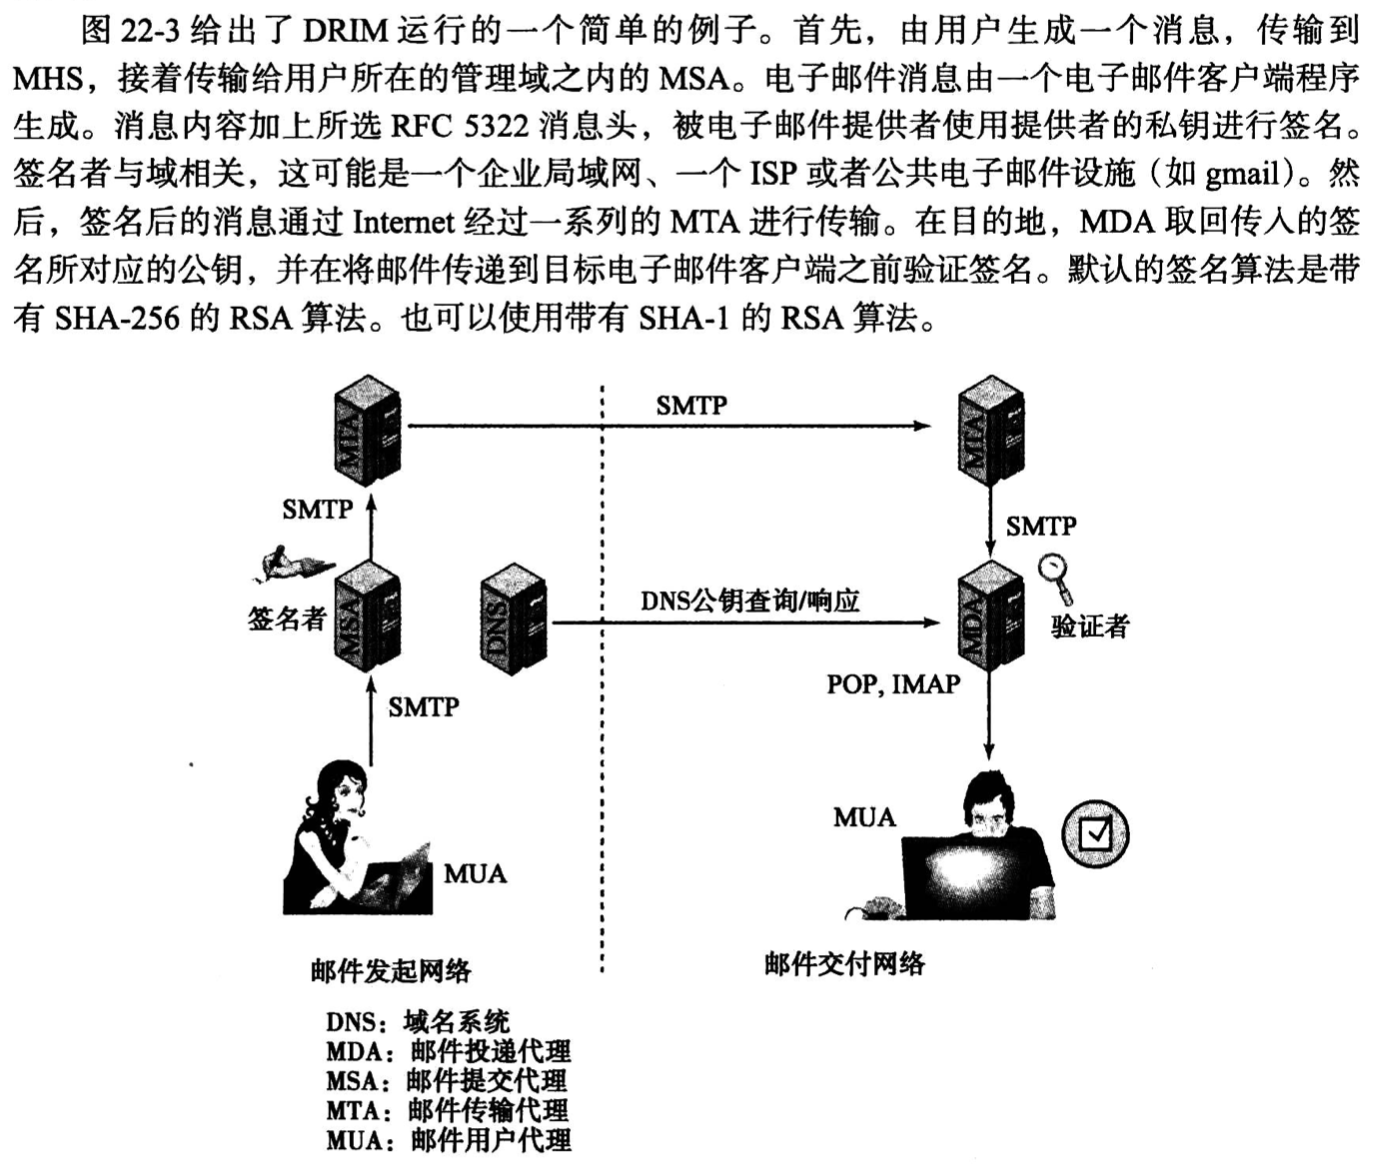 图 22-3 给出了 DRIM 运行的一个简单的例子。首先，由用户生成一个消息，传输到
MHS，接着传输给用户所在的管理域之内的 MSA。电子邮件消息由一个电子邮件客户端程序
生成。消息内容加上所选 RFC 5322 消息头，被电子邮件提供者使用提供者的私钥进行签名。
签名者与域相关，这可能是一个企业局域网、一个 ISP 或者公共电子邮件设施（如 gmail）。然
后，签名后的消息通过 Internet 经过一系列的 MTA 进行传输。在目的地，MDA 取回传入的签
名所对应的公钥，并在将邮件传递到目标电子邮件客户端之前验证签名。默认的签名算法是带
有 SHA-256 的 RSA 算法。也可以使用带有 SHA-1 的 RSA 算法。
MTA
SMTP
MTA
SMTP
SMTP
签名者
MSA
DNS
DNS公钥查询/响应
MDA
验证者
POP, IMAP
SMTP
MUA
MUA
邮件发起网络
邮件交付网络
DNS：域名系统
MDA：邮件投递代理
MSA：邮件提交代理
MTA：邮件传输代理
MUA：邮件用户代理